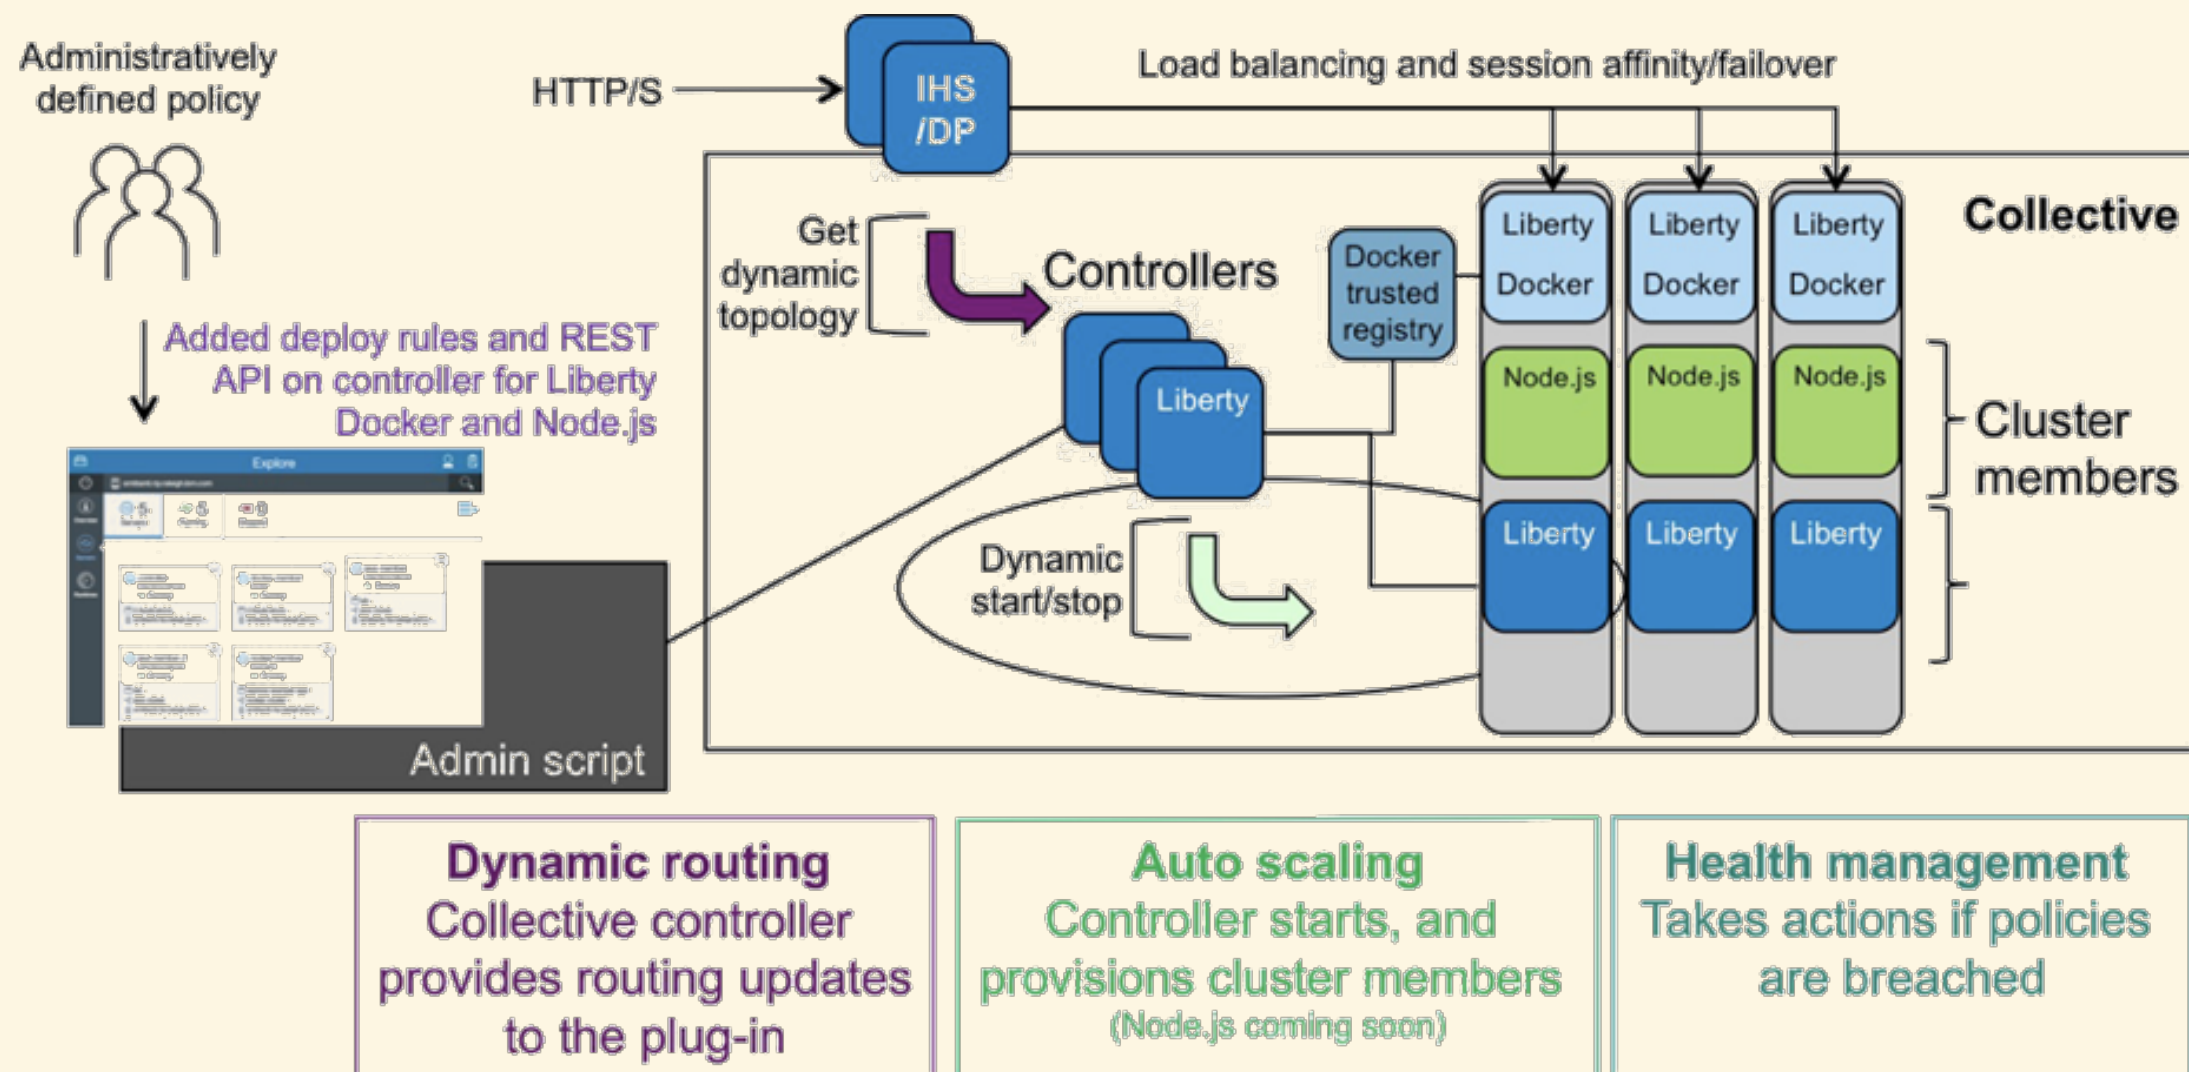 Administratively
defined policy
HTTP/S
IHS
/DP
Load balancing and session affinity/failover
Collective
Get
dynamic
topology
Controllers
Docker
trusted
registry
Liberty
Docker
Liberty
Docker
Liberty
Docker
Added deploy rules and REST
API on controller for Liberty
Docker and Node.js
Liberty
Node.js
Node.js
Node.js
Cluster
members
Explore
Dynamic
start/stop
Liberty
Liberty
Liberty
Admin script
Dynamic routing
Collective controller
provides routing updates
to the plug-in
Auto scaling
Controller starts, and
provisions cluster members
(Node.js coming soon)
Health management
Takes actions if policies
are breached